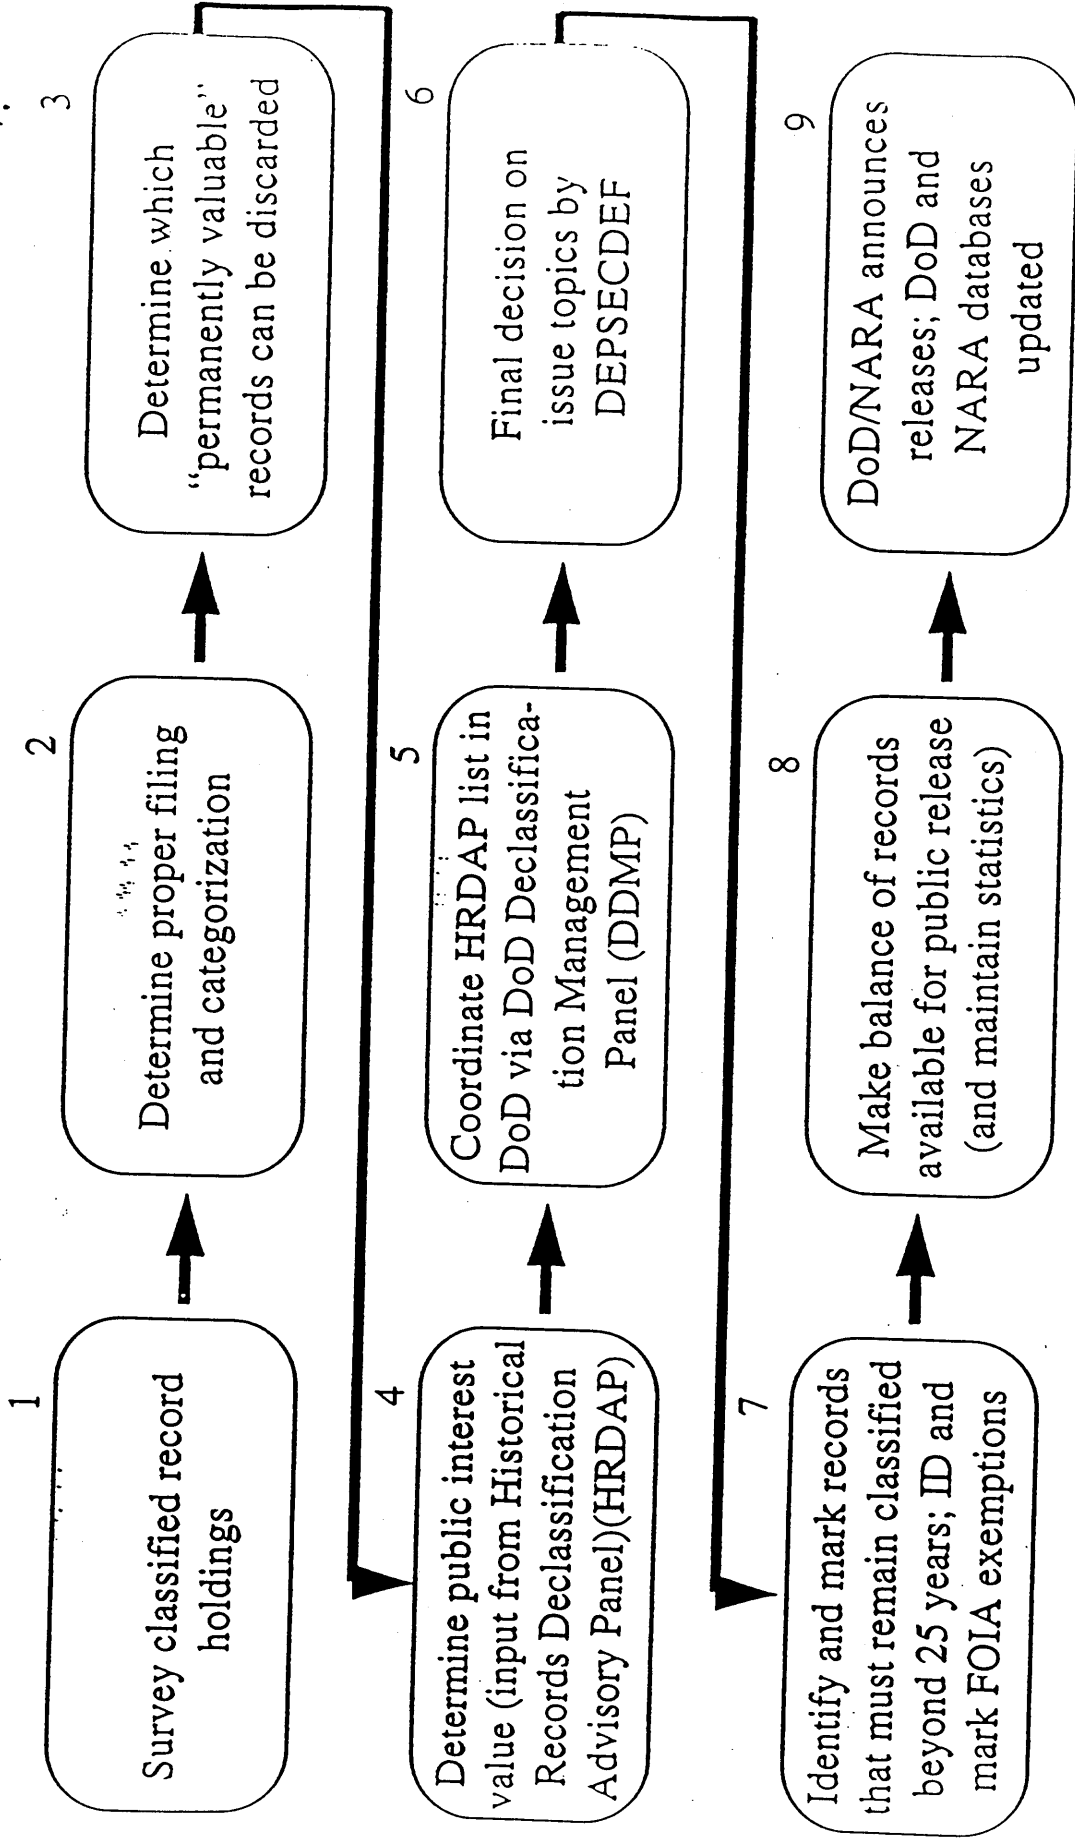 1
Survey classified record
holdings
2
Determine proper filing
and categorization
3
Determine which
“permanently valuable”
records can be discarded
4
Determine public interest
value (input from Historical
Records Declassification
Advisory Panel)(HRDAP)
5
Coordinate HRDAP list in
DoD via DoD Declassifica-
tion Management
Panel (DDMP)
6
Final decision on
issue topics by
DEPSECDEF
7
Identify and mark records
that must remain classified
beyond 25 years; ID and
mark FOIA exemptions
8
Make balance of records
available for public release
(and maintain statistics)
9
DoD/NARA announces
releases; DoD and
NARA databases
updated